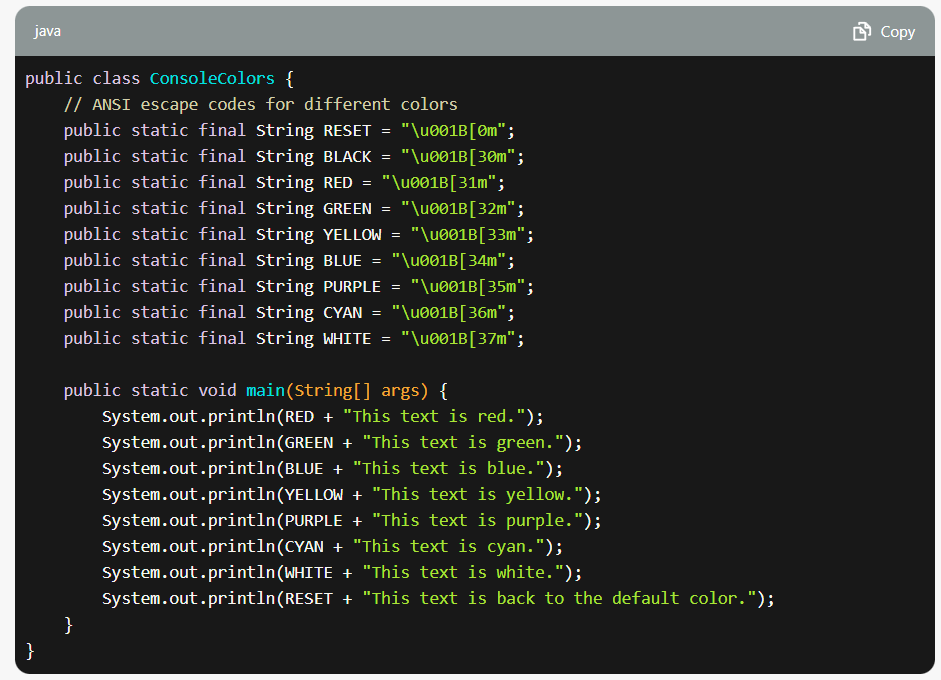 java
Copy
public class ConsoleColors {
    // ANSI escape codes for different colors
    public static final String RESET = "\u001B[0m";
    public static final String BLACK = "\u001B[30m";
    public static final String RED = "\u001B[31m";
    public static final String GREEN = "\u001B[32m";
    public static final String YELLOW = "\u001B[33m";
    public static final String BLUE = "\u001B[34m";
    public static final String PURPLE = "\u001B[35m";
    public static final String CYAN = "\u001B[36m";
    public static final String WHITE = "\u001B[37m";

    public static void main(String[] args) {
        System.out.println(RED + "This text is red.");
        System.out.println(GREEN + "This text is green.");
        System.out.println(BLUE + "This text is blue.");
        System.out.println(YELLOW + "This text is yellow.");
        System.out.println(PURPLE + "This text is purple.");
        System.out.println(CYAN + "This text is cyan.");
        System.out.println(WHITE + "This text is white.");
        System.out.println(RESET + "This text is back to the default color.");
    }
}